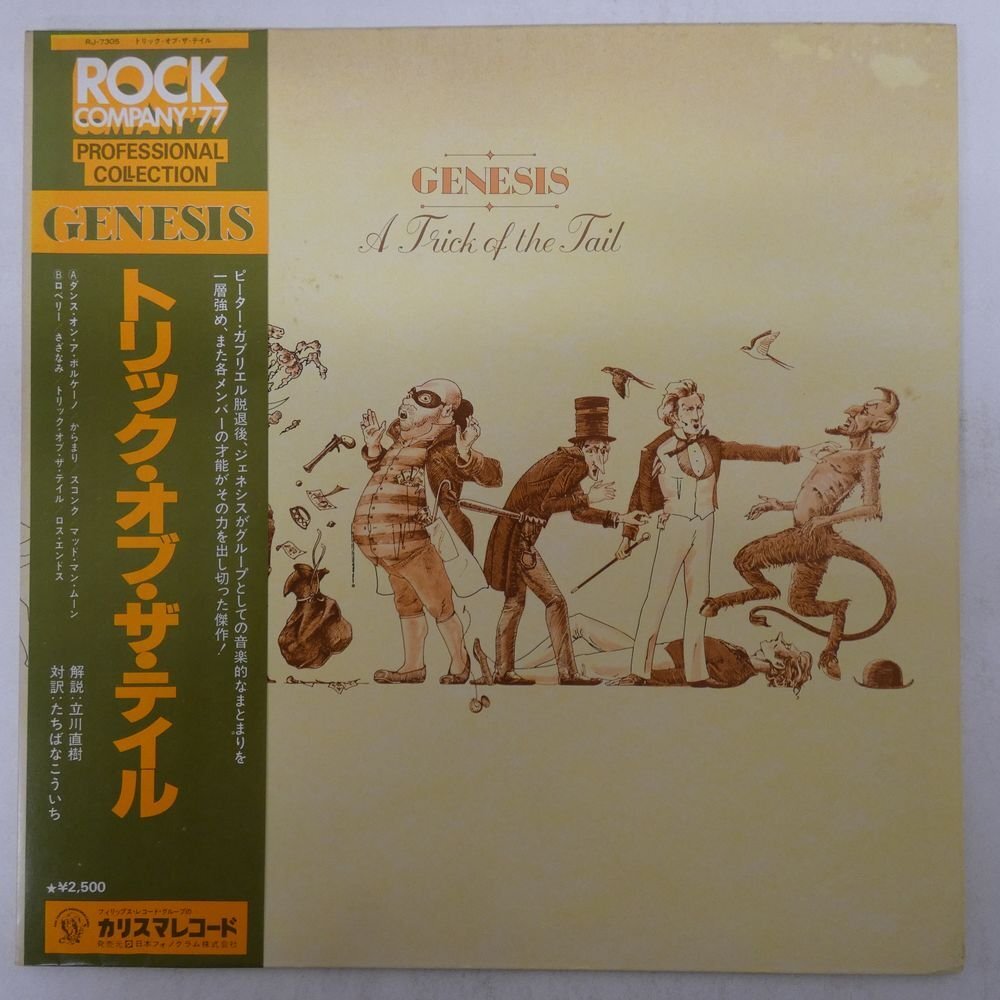 RJ-7305 トリック・オブ・ザ・テイル
ROCK
COMPANY '77
PROFESSIONAL
COLLECTION
GENESIS
ピーター・ガブリエル脱退後、ジェネシスがグループとしての音楽的なまとまりを
一層強め、また各メンバーの才能がその力を出し切った傑作!
トリック・オブ・ザ・テイル
Ⓐダンス・オン・ア・ボルケーノ からまり スコンク マッド・マン・ムーン
Ⓑロベリー さざなみ トリック・オブ・ザ・テイル ロス・エンドス
解説:立川直樹
対訳:たちばなこういち
★¥2,500
フィリップス・レコード・グループの
カリスマレコード
発売元 日本フォノグラム株式会社
GENESIS
A Trick of the Tail